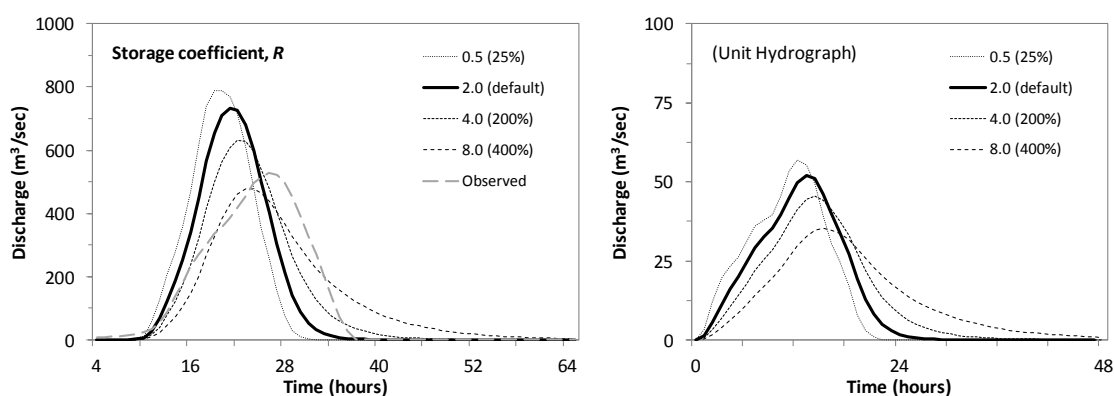 Storage coefficient, R
0.5 (25%)
2.0 (default)
4.0 (200%)
8.0 (400%)
Observed
Discharge (m³/sec)
1000
800
600
400
200
0
4
16
28
40
52
64
Time (hours)
(Unit Hydrograph)
0.5 (25%)
2.0 (default)
4.0 (200%)
8.0 (400%)
Discharge (m³/sec)
100
75
50
25
0
0
24
48
Time (hours)